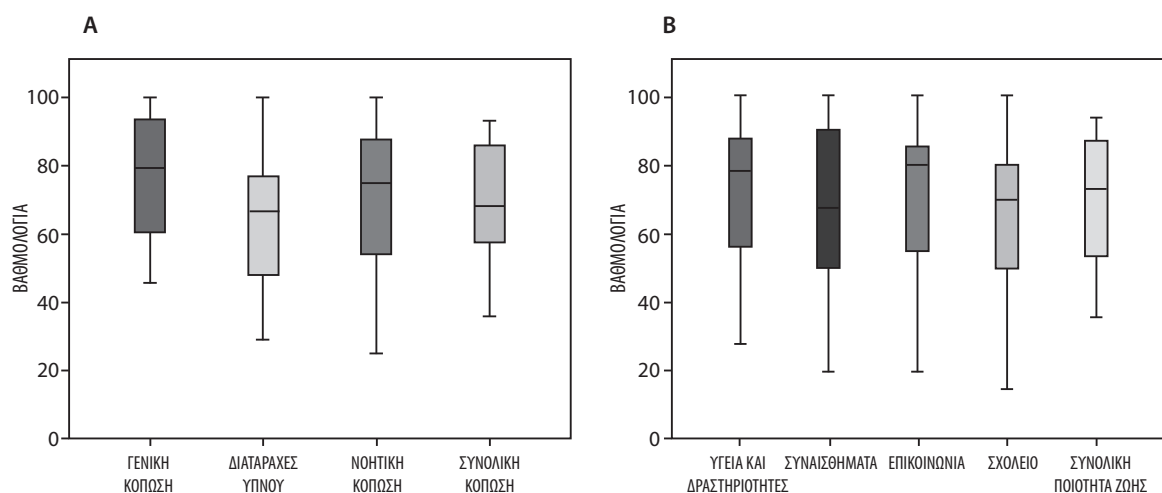 A
ΒΑΘΜΟΛΟΓΙΑ
100
80
60
40
20
0
ΓΕΝΙΚΗ
ΚΟΠΩΣΗ
ΔΙΑΤΑΡΑΧΕΣ
ΥΠΝΟΥ
ΝΟΗΤΙΚΗ
ΚΟΠΩΣΗ
ΣΥΝΟΛΙΚΗ
ΚΟΠΩΣΗ
B
ΒΑΘΜΟΛΟΓΙΑ
100
80
60
40
20
0
ΥΓΕΙΑ ΚΑΙ
ΔΡΑΣΤΗΡΙΟΤΗΤΕΣ
ΣΥΝΑΙΣΘΗΜΑΤΑ
ΕΠΙΚΟΙΝΩΝΙΑ
ΣΧΟΛΕΙΟ
ΣΥΝΟΛΙΚΗ
ΠΟΙΟΤΗΤΑ ΖΩΗΣ